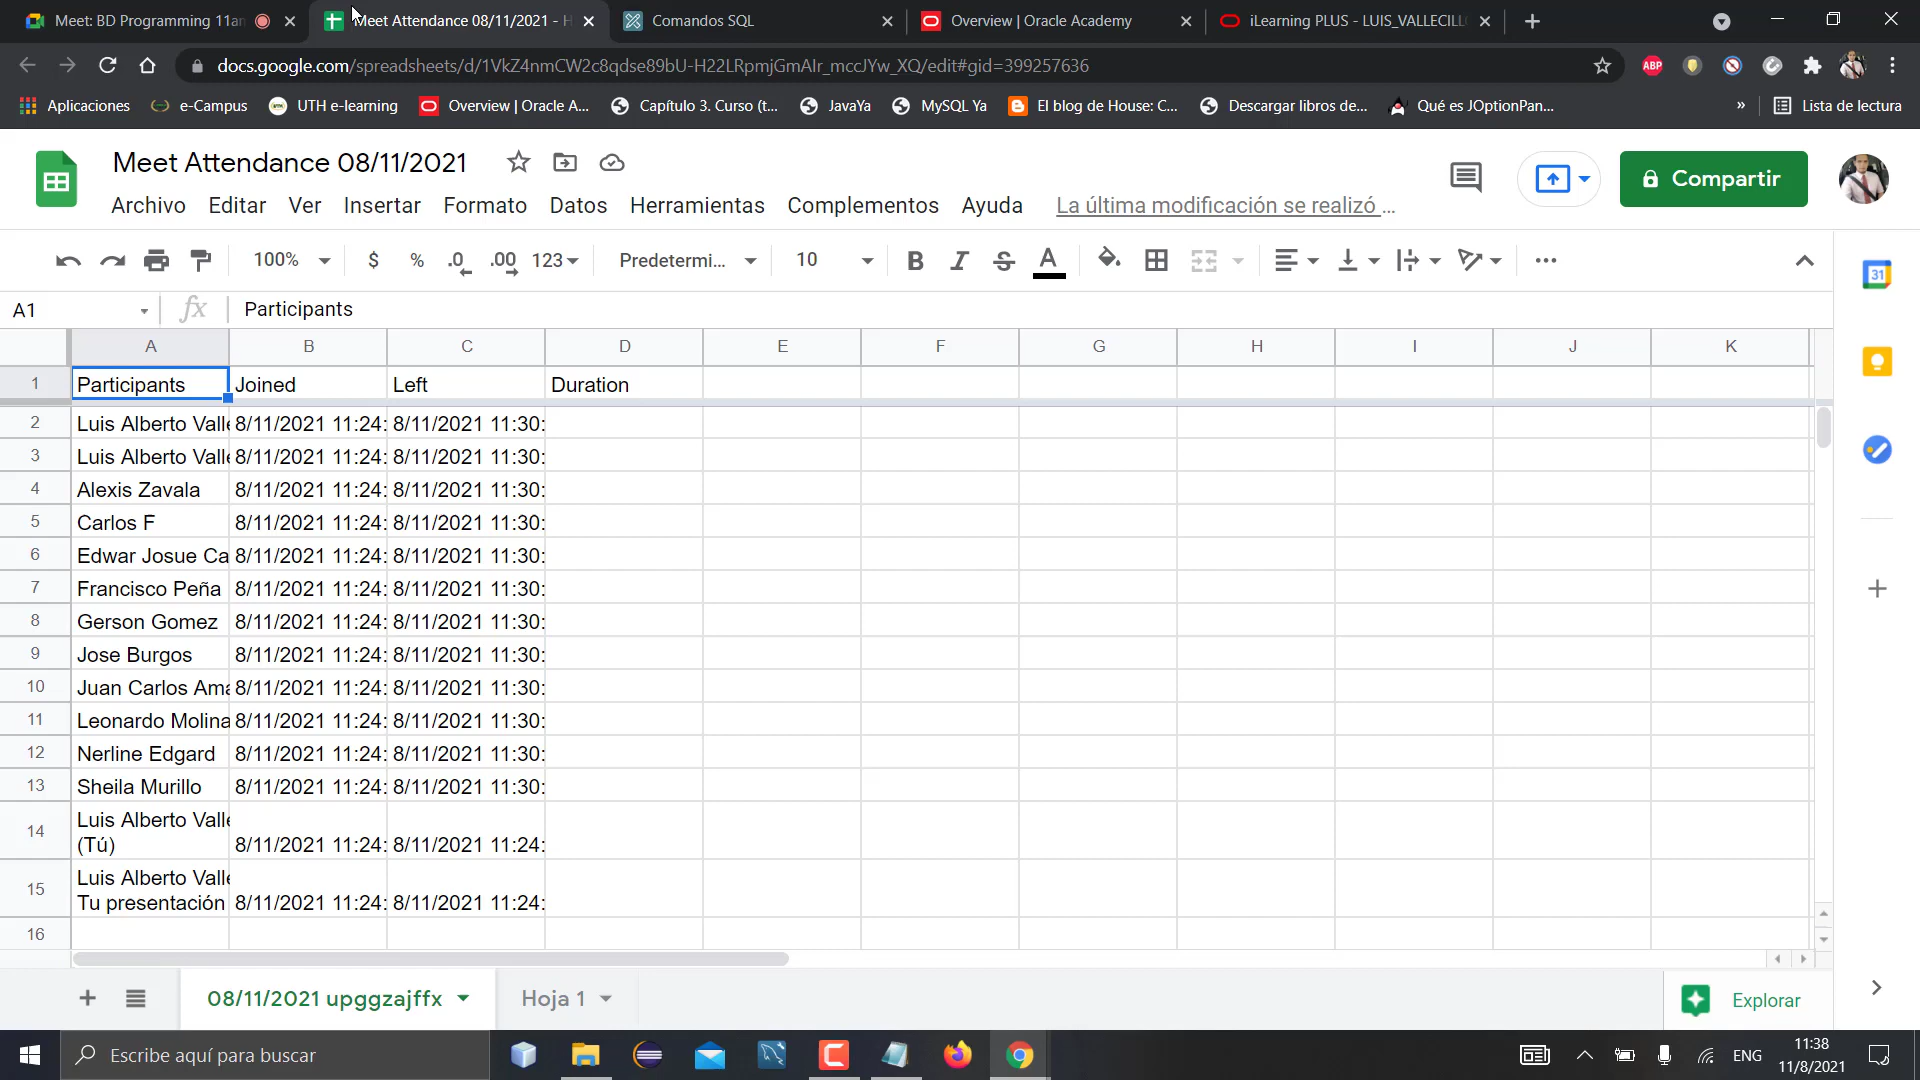 Meet: BD Programming 11am
Meet Attendance 08/11/2021 - H
Comandos SQL
Overview | Oracle Academy
iLearning PLUS - LUIS_VALLECILLO
docs.google.com/spreadsheets/d/1VkZ4nmCW2c8qdse89bU-H22LRpmjGmAIr_mccJYw_XQ/edit#gid=399257636
ABP
Aplicaciones
e-Campus
UTH e-learning
Overview | Oracle A...
Capítulo 3. Curso (t...
JavaYa
MySQL Ya
El blog de House: C...
Descargar libros de...
Qué es JOptionPan...
»
Lista de lectura
Meet Attendance 08/11/2021
Compartir
Archivo Editar Ver Insertar Formato Datos Herramientas Complementos Ayuda La última modificación se realizó ...
100% $ % .0 .00 123 Predetermi... 10 B I S A
31
A1 fx Participants
A B C D E F G H I J K
1 Participants Joined Left Duration
2 Luis Alberto Valle 8/11/2021 11:24: 8/11/2021 11:30:
3 Luis Alberto Valle 8/11/2021 11:24: 8/11/2021 11:30:
4 Alexis Zavala 8/11/2021 11:24: 8/11/2021 11:30:
5 Carlos F 8/11/2021 11:24: 8/11/2021 11:30:
6 Edwar Josue Ca 8/11/2021 11:24: 8/11/2021 11:30:
7 Francisco Peña 8/11/2021 11:24: 8/11/2021 11:30:
8 Gerson Gomez 8/11/2021 11:24: 8/11/2021 11:30:
9 Jose Burgos 8/11/2021 11:24: 8/11/2021 11:30:
10 Juan Carlos Ama 8/11/2021 11:24: 8/11/2021 11:30:
11 Leonardo Molina 8/11/2021 11:24: 8/11/2021 11:30:
12 Nerline Edgard 8/11/2021 11:24: 8/11/2021 11:30:
13 Sheila Murillo 8/11/2021 11:24: 8/11/2021 11:30:
Luis Alberto Valle
14 (Tú) 8/11/2021 11:24: 8/11/2021 11:24:
Luis Alberto Valle
15 Tu presentación 8/11/2021 11:24: 8/11/2021 11:24:
16
08/11/2021 upggzajffx
Hoja 1
Explorar
Escribe aquí para buscar
ENG
11:38
11/8/2021